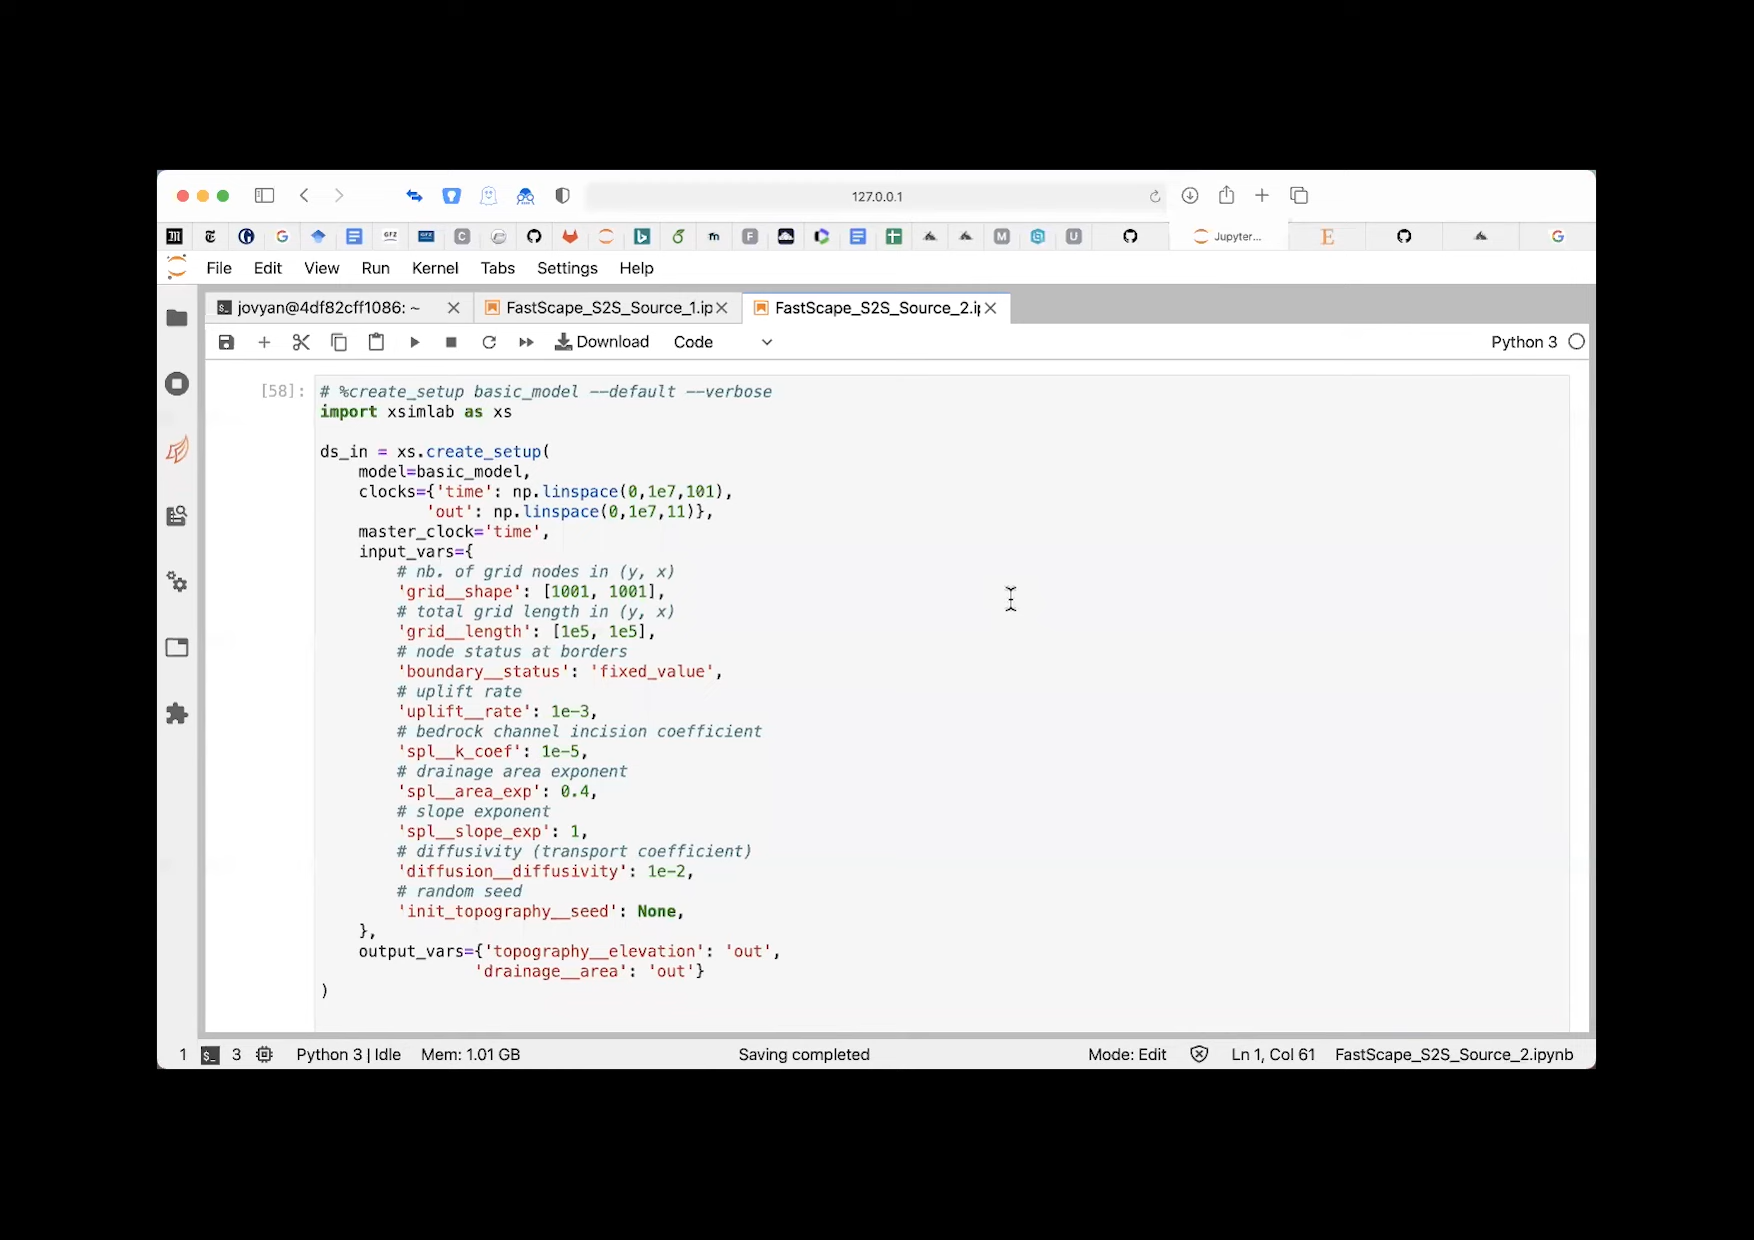 127.0.0.1
GFZ
GFZ
C
m
F
M
U
Jupyter...
E
G
File Edit View Run Kernel Tabs Settings Help
jovyan@4df82cff1086: ~
FastScape_S2S_Source_1.ip
FastScape_S2S_Source_2.ip
Download Code Python 3
[58]:
# %create_setup basic_model --default --verbose
import xsimlab as xs
ds_in = xs.create_setup(
model=basic_model,
clocks={'time': np.linspace(0,1e7,101),
'out': np.linspace(0,1e7,11)},
master_clock='time',
input_vars={
# nb. of grid nodes in (y, x)
'grid__shape': [1001, 1001],
# total grid length in (y, x)
'grid__length': [1e5, 1e5],
# node status at borders
'boundary__status': 'fixed_value',
# uplift rate
'uplift__rate': 1e-3,
# bedrock channel incision coefficient
'spl__k_coef': 1e-5,
# drainage area exponent
'spl__area_exp': 0.4,
# slope exponent
'spl__slope_exp': 1,
# diffusivity (transport coefficient)
'diffusion__diffusivity': 1e-2,
# random seed
'init_topography__seed': None,
},
output_vars={'topography__elevation': 'out',
'drainage__area': 'out'}
)
1 $_ 3 Python 3 | Idle Mem: 1.01 GB Saving completed Mode: Edit Ln 1, Col 61 FastScape_S2S_Source_2.ipynb